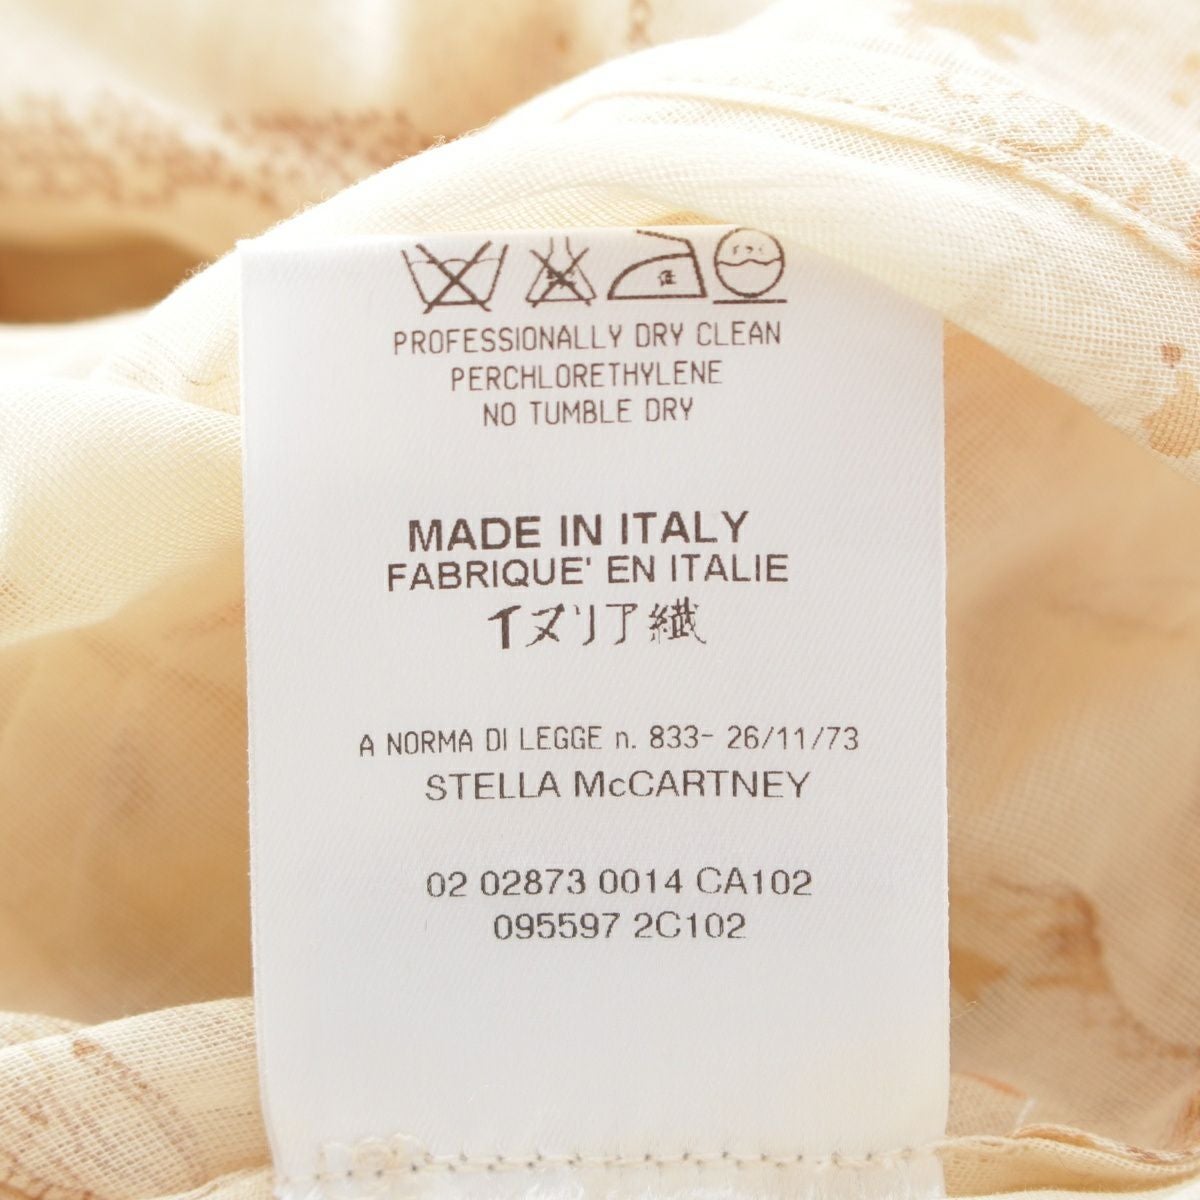 PROFESSIONALLY DRY CLEAN
PERCHLORETHYLENE
NO TUMBLE DRY
MADE IN ITALY
FABRIQUE' EN ITALIE
イヌリア織
A NORMA DI LEGGE n. 833- 26/11/73
STELLA McCARTNEY
02 02873 0014 CA102
095597 2C102